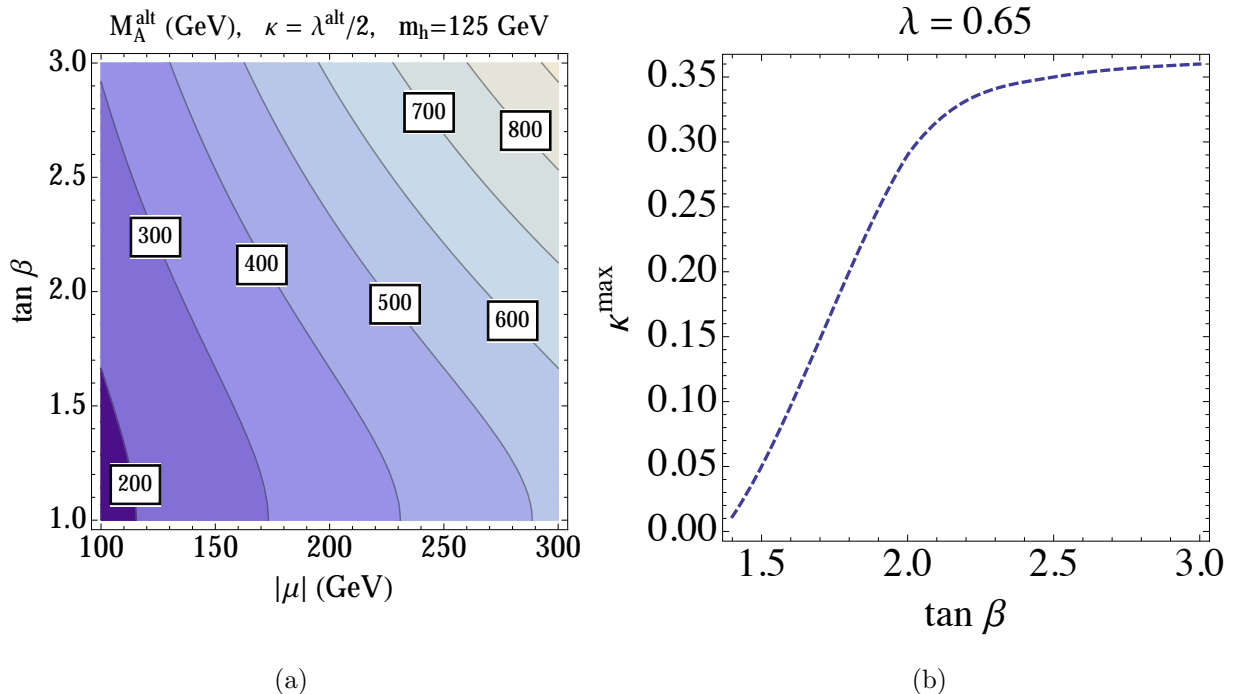 M_A^alt (GeV), κ = λ^alt/2, m_h=125 GeV
3.0
2.5
2.0
1.5
1.0
tan β
700
800
300
400
500
600
200
100 150 200 250 300
|μ| (GeV)
(a)
λ = 0.65
0.35
0.30
0.25
0.20
0.15
0.10
0.05
0.00
κ^max
1.5 2.0 2.5 3.0
tan β
(b)